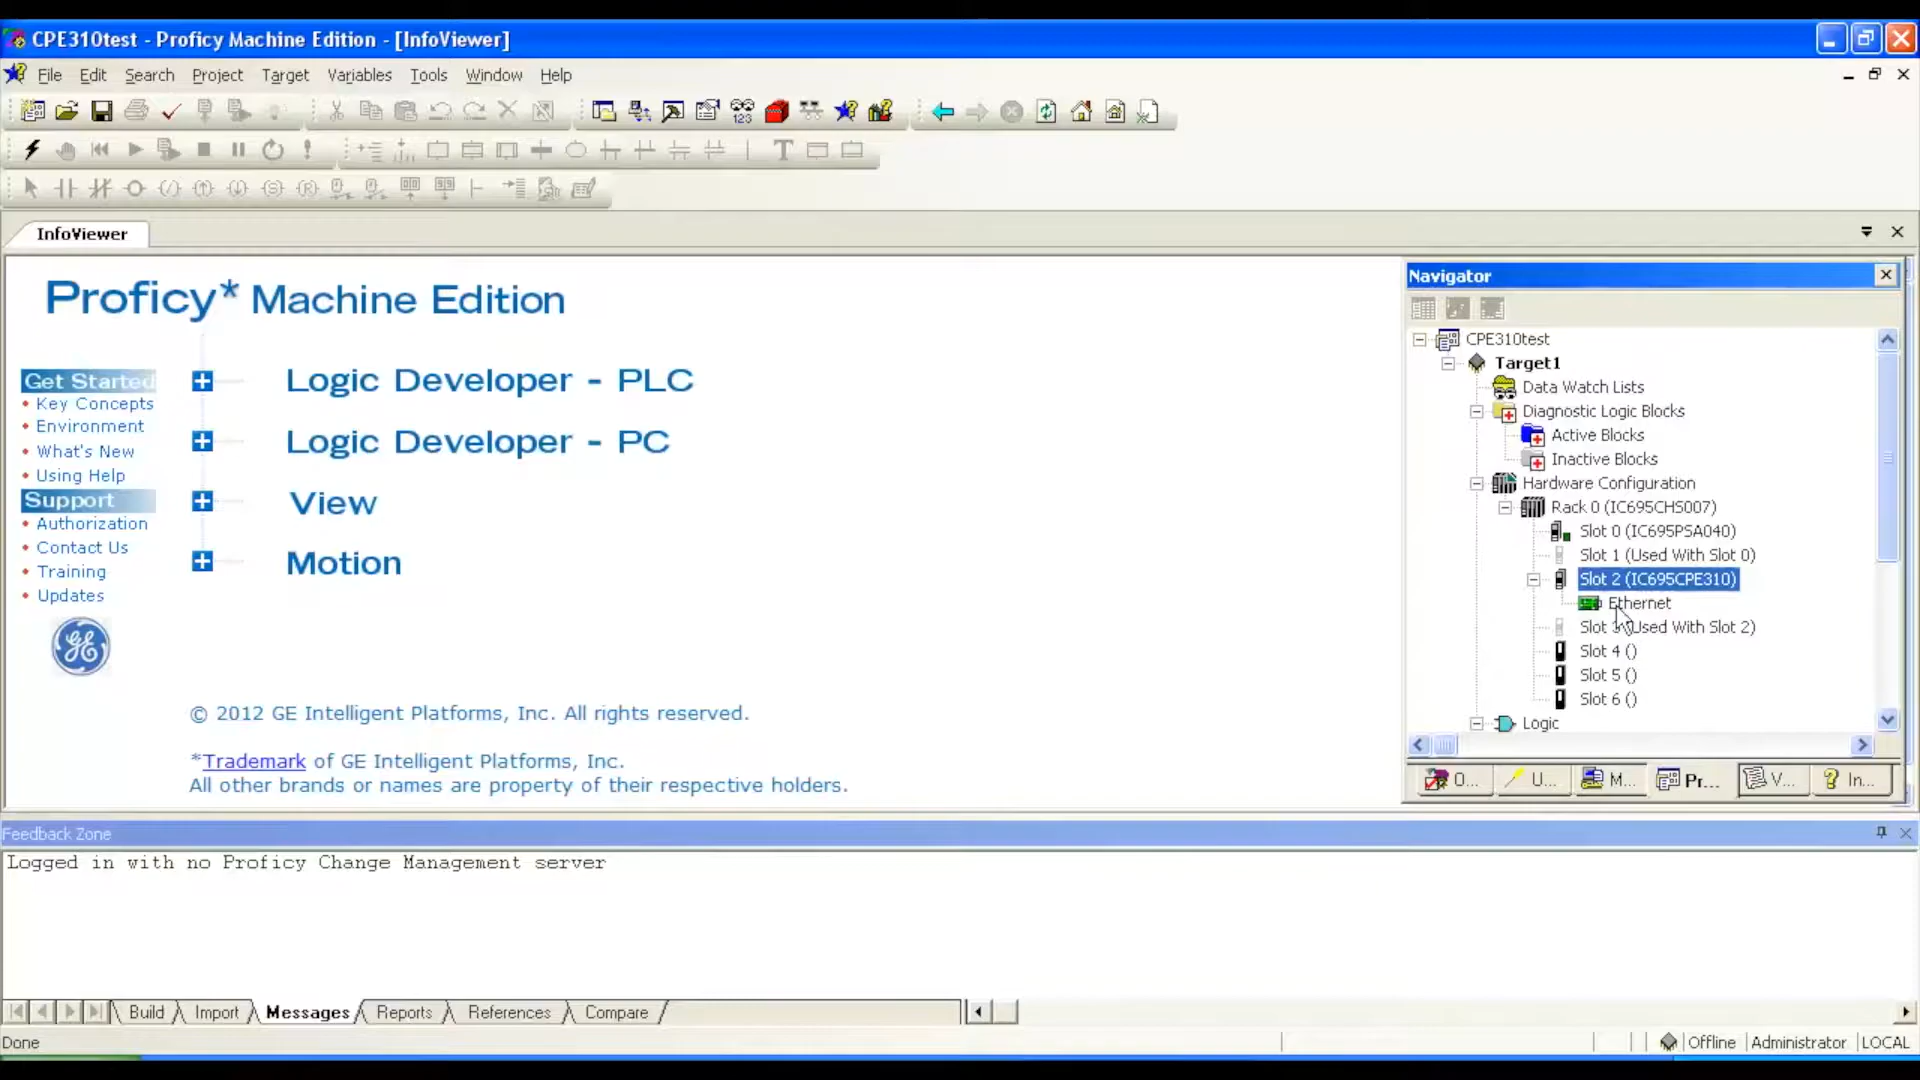 CPE310test - Proficy Machine Edition - [InfoViewer]
File Edit Search Project Target Variables Tools Window Help
InfoViewer
Proficy* Machine Edition
Get Started
Key Concepts
Environment
What's New
Using Help
Support
Authorization
Contact Us
Training
Updates
Logic Developer - PLC
Logic Developer - PC
View
Motion
© 2012 GE Intelligent Platforms, Inc. All rights reserved.
*Trademark of GE Intelligent Platforms, Inc.
All other brands or names are property of their respective holders.
Navigator
CPE310test
Target1
Data Watch Lists
Diagnostic Logic Blocks
Active Blocks
Inactive Blocks
Hardware Configuration
Rack 0 (IC695CHS007)
Slot 0 (IC695PSA040)
Slot 1 (Used With Slot 0)
Slot 2 (IC695CPE310)
Ethernet
Slot 3 (Used With Slot 2)
Slot 4 ()
Slot 5 ()
Slot 6 ()
Logic
O... U... M... Pr... V... In...
Feedback Zone
Logged in with no Proficy Change Management server
Build Import Messages Reports References Compare
Done
Offline Administrator LOCAL